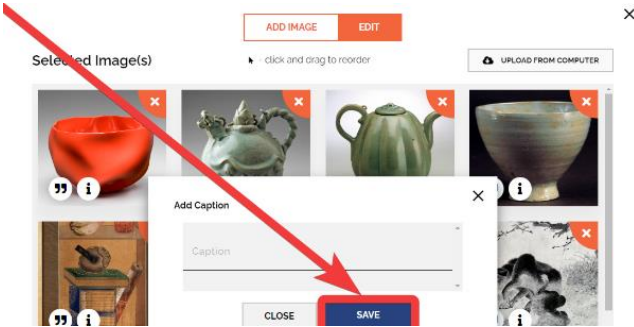 ADD IMAGE EDIT
Selected Image(s)
- click and drag to reorder
UPLOAD FROM COMPUTER
Add Caption
Caption
CLOSE SAVE